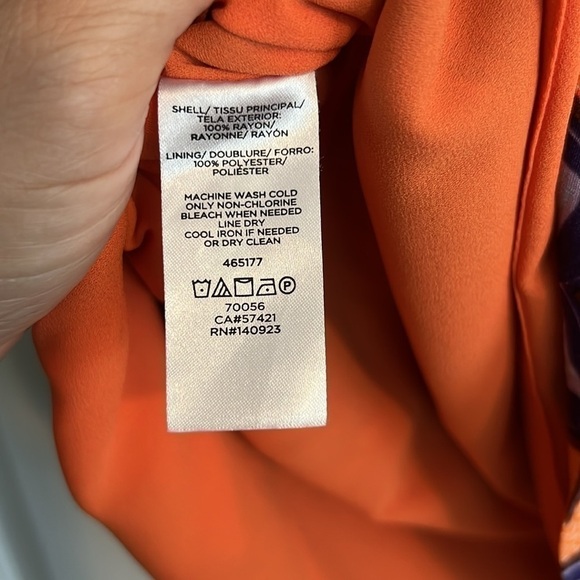 SHELL/ TISSU PRINCIPAL/
TELA EXTERIOR:
100% RAYON/
RAYONNE/ RAYÓN
LINING/ DOUBLURE/ FORRO:
100% POLYESTER/
POLIÉSTER
MACHINE WASH COLD
ONLY NON-CHLORINE
BLEACH WHEN NEEDED
LINE DRY
COOL IRON IF NEEDED
OR DRY CLEAN
465177
P
70056
CA#57421
RN#140923